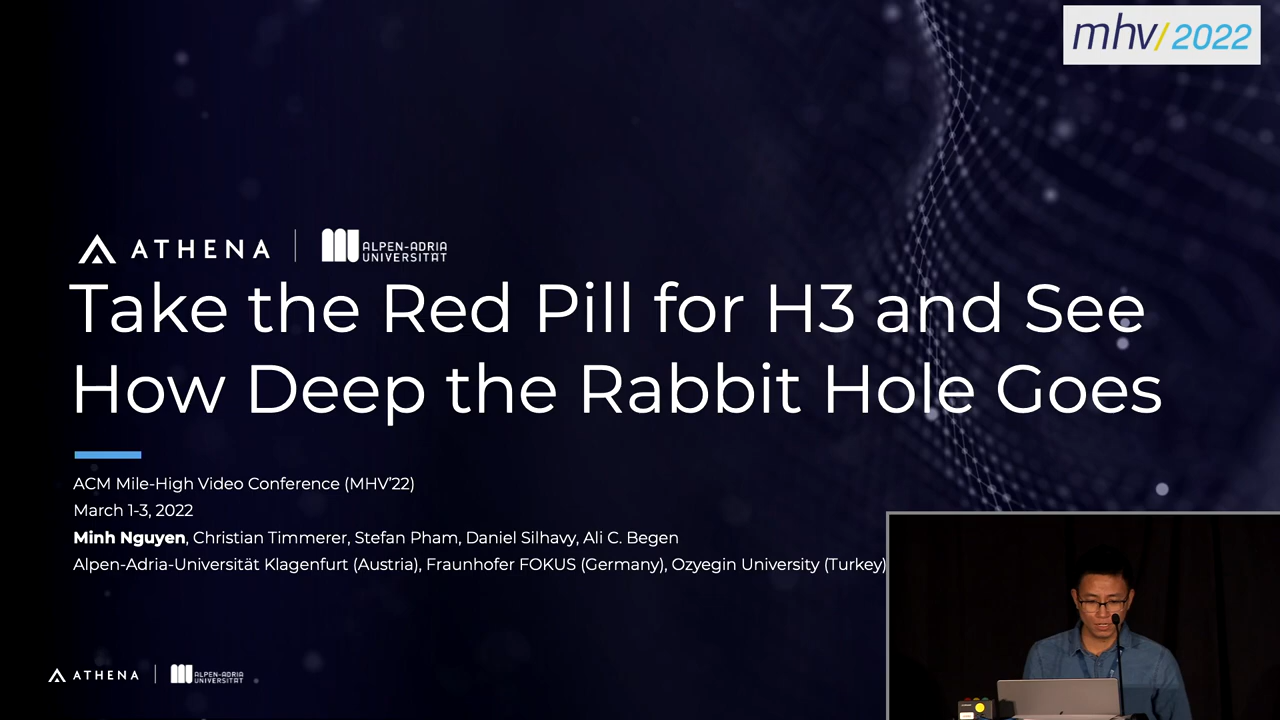 mhv/2022
ATHENA
ALPEN-ADRIA
UNIVERSITÄT
Take the Red Pill for H3 and See
How Deep the Rabbit Hole Goes
ACM Mile-High Video Conference (MHV'22)
March 1-3, 2022
Minh Nguyen, Christian Timmerer, Stefan Pham, Daniel Silhavy, Ali C. Begen
Alpen-Adria-Universität Klagenfurt (Austria), Fraunhofer FOKUS (Germany), Ozyegin University (Turkey)
ATHENA
ALPEN-ADRIA
UNIVERSITÄT